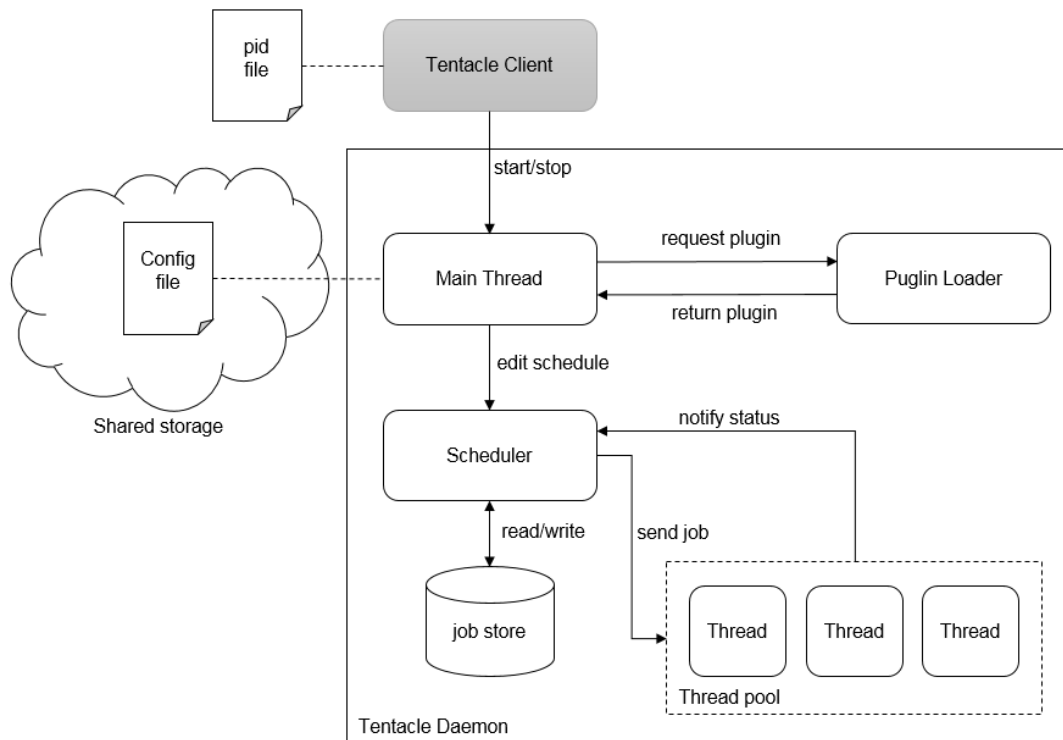 pid
file
Tentacle Client
start/stop
Config
file
Main Thread
request plugin
return plugin
Puglin Loader
Shared storage
edit schedule
Scheduler
notify status
read/write
send job
job store
Thread
Thread
Thread
Thread pool
Tentacle Daemon